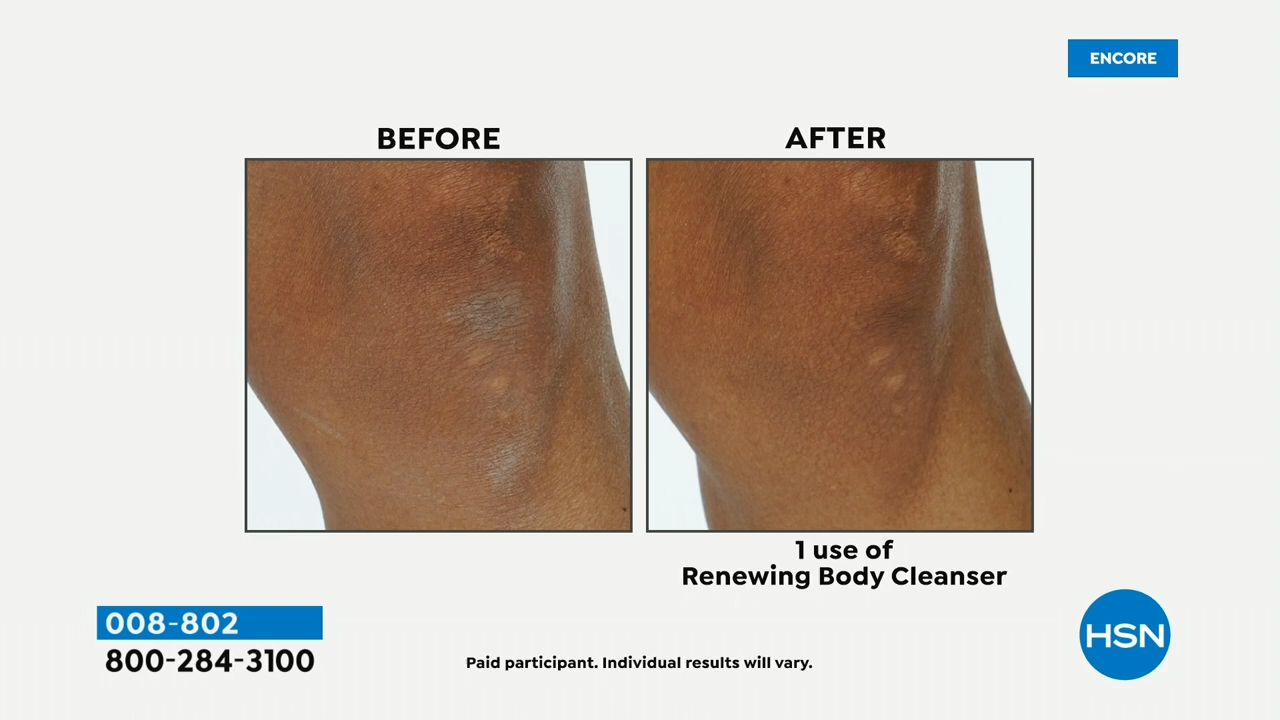 ENCORE
BEFORE
AFTER
1 use of
Renewing Body Cleanser
008-802
800-284-3100
Paid participant. Individual results will vary.
HSN